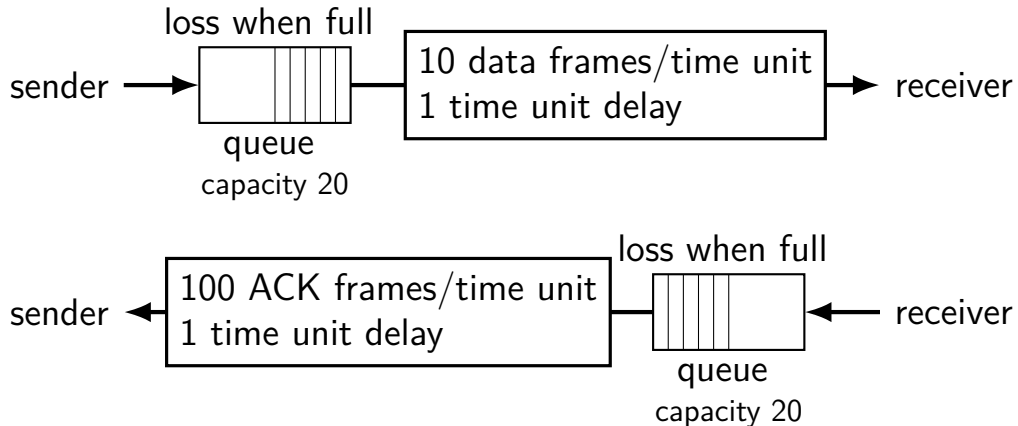 loss when full
sender
10 data frames/time unit
1 time unit delay
receiver
queue
capacity 20
loss when full
sender
100 ACK frames/time unit
1 time unit delay
receiver
queue
capacity 20